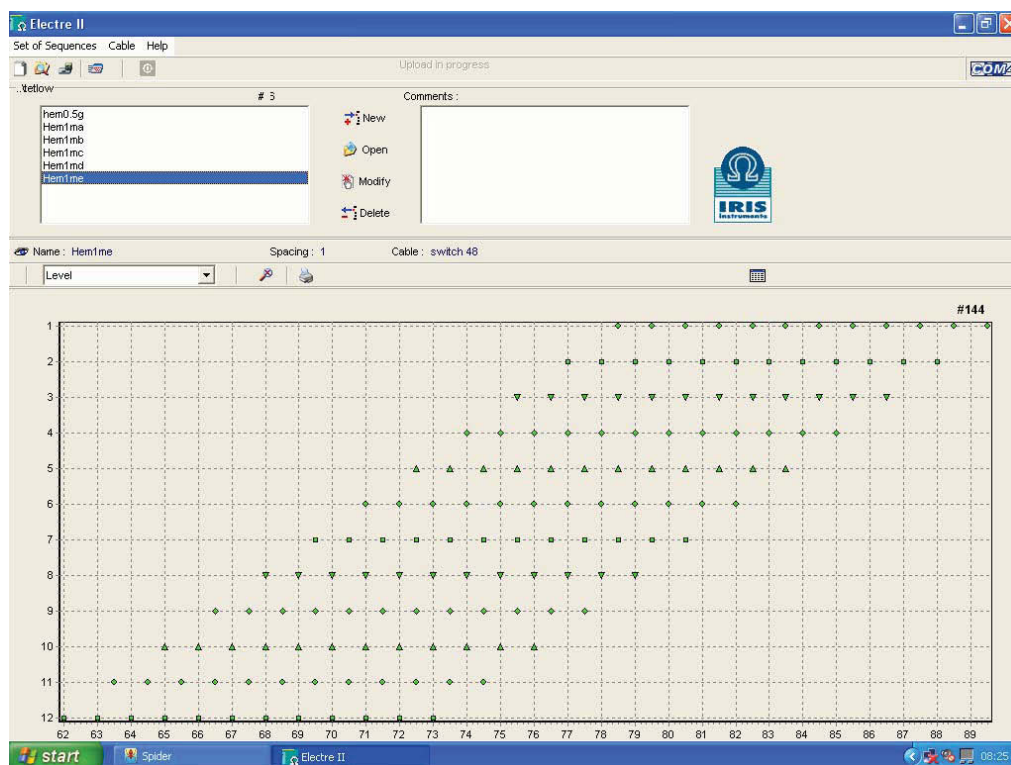 Electre II
Set of Sequences Cable Help
Upload in progress
..\tetlow # 3 Comments :
hem0.5g
Hem1ma
Hem1mb
Hem1mc
Hem1md
Hem1me
New
Open
Modify
Delete
IRIS
Instruments
Name : Hem1me Spacing : 1 Cable : switch 48
Level
#144
1
2
3
4
5
6
7
8
9
10
11
12
62 63 64 65 66 67 68 69 70 71 72 73 74 75 76 77 78 79 80 81 82 83 84 85 86 87 88 89
start Spider Electre II 08:25